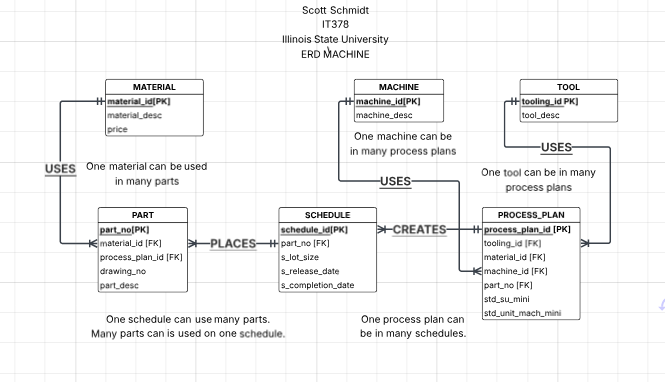 Scott Schmidt
IT378
Illinois State University
ERD MACHINE
MATERIAL
material_id[PK]
material_desc
price
MACHINE
machine_id[PK]
machine_desc
TOOL
tooling_id PK]
tool_desc
One machine can be
in many process plans
USES
USES
One material can be used
in many parts
One tool can be in many
process plans
USES
PART
part_no[PK]
material_id [FK]
process_plan_id [FK]
drawing_no
part_desc
PLACES
SCHEDULE
schedule_id[PK]
part_no [FK]
s_lot_size
s_release_date
s_completion_date
CREATES
PROCESS_PLAN
process_plan_id [PK]
tooling_id [FK]
material_id [FK]
machine_id [FK]
part_no [FK]
std_su_mini
std_unit_mach_mini
One schedule can use many parts.
Many parts can is used on one schedule.
One process plan can
be in many schedules.